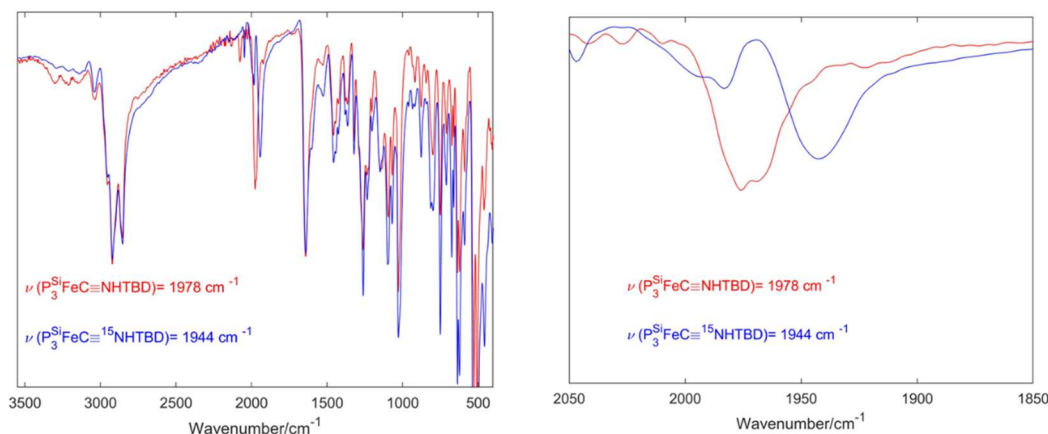 ν (P₃ˢⁱFeC≡NHTBD)= 1978 cm ⁻¹
ν (P₃ˢⁱFeC≡¹⁵NHTBD)= 1944 cm ⁻¹
3500 3000 2500 2000 1500 1000 500
Wavenumber/cm⁻¹
ν (P₃ˢⁱFeC≡NHTBD)= 1978 cm ⁻¹
ν (P₃ˢⁱFeC≡¹⁵NHTBD)= 1944 cm ⁻¹
2050 2000 1950 1900 1850
Wavenumber/cm⁻¹